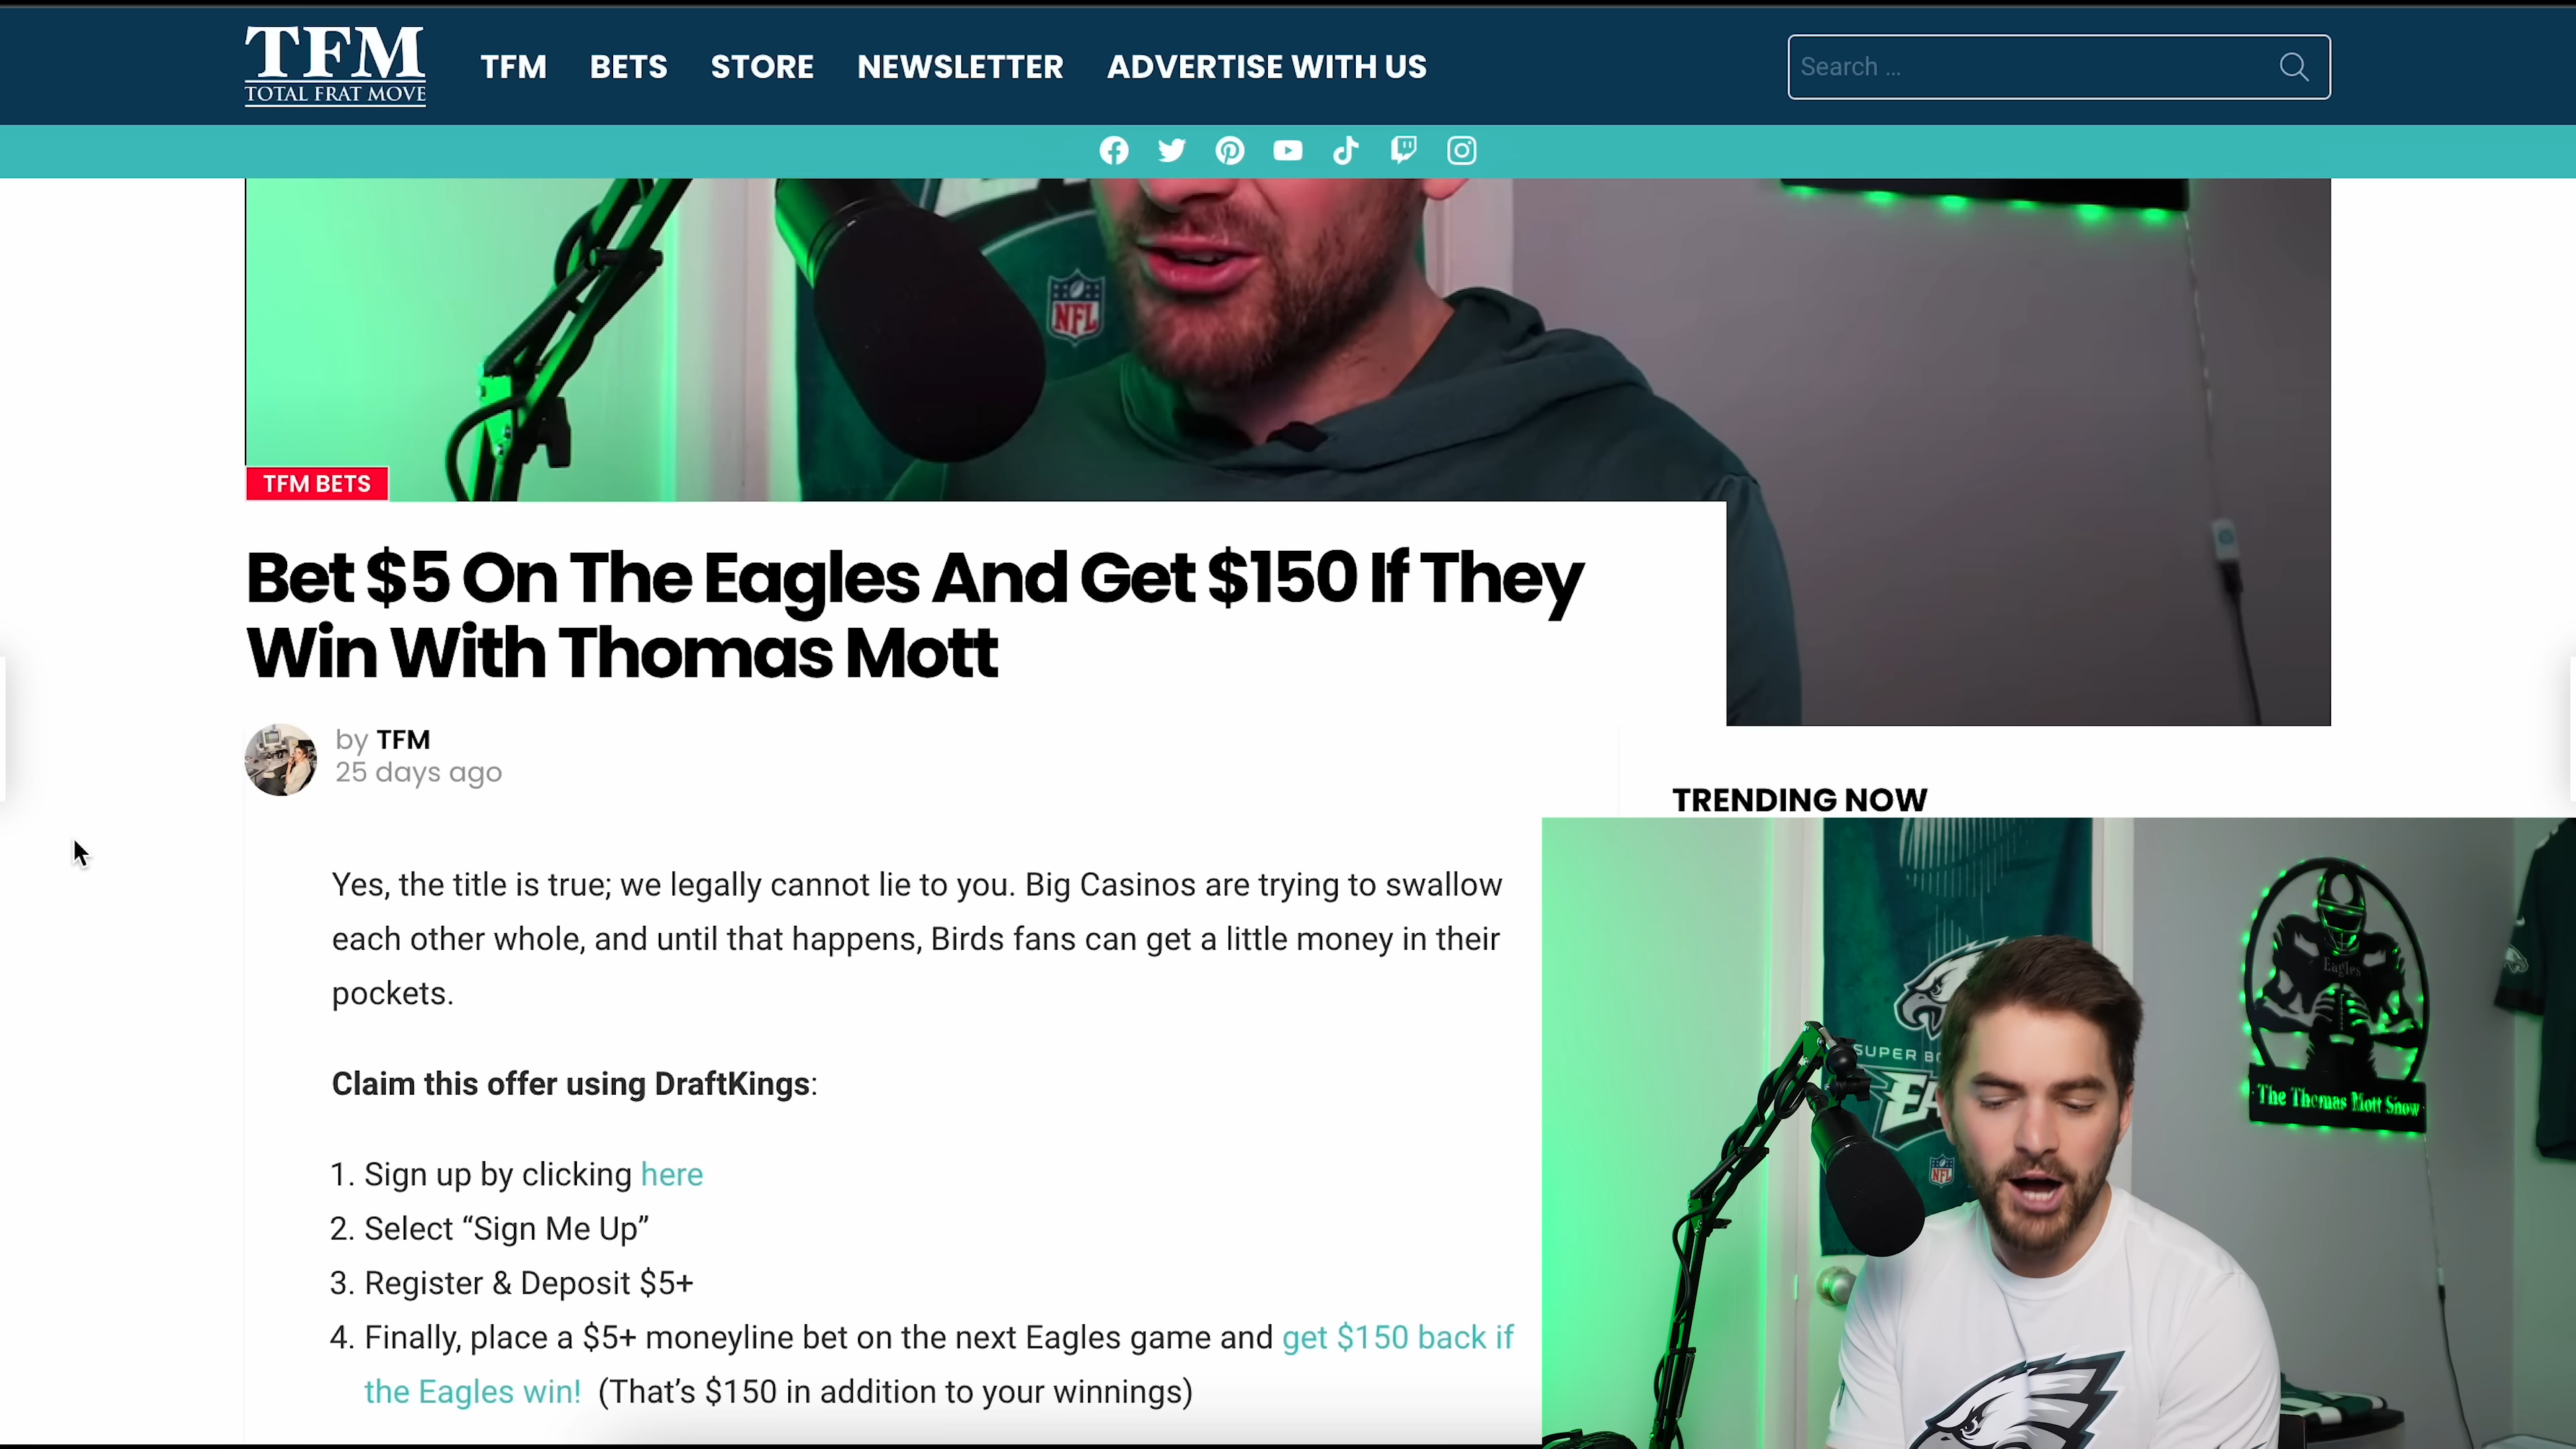 TFM
TOTAL FRAT MOVE
TFM BETS STORE NEWSLETTER ADVERTISE WITH US
Search ...
NFL
TFM BETS
Bet $5 On The Eagles And Get $150 If They
Win With Thomas Mott
by TFM
25 days ago
TRENDING NOW
Yes, the title is true; we legally cannot lie to you. Big Casinos are trying to swallow
each other whole, and until that happens, Birds fans can get a little money in their
pockets.
Claim this offer using DraftKings:
1. Sign up by clicking here
2. Select “Sign Me Up”
3. Register & Deposit $5+
4. Finally, place a $5+ moneyline bet on the next Eagles game and get $150 back if
the Eagles win! (That’s $150 in addition to your winnings)
SUPER BO
EA
NFL
Eagles
The Thomas Mott Show